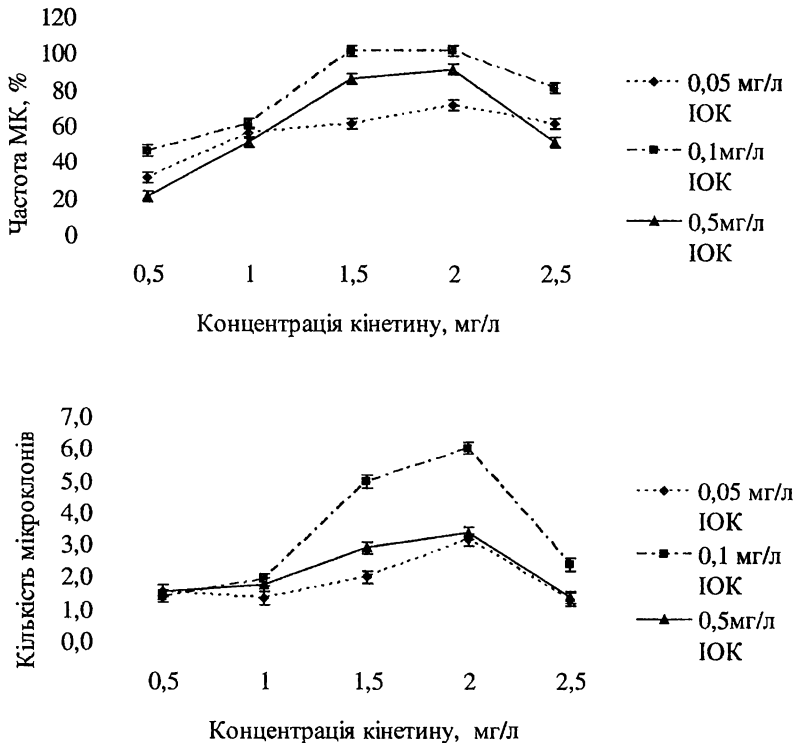 120
100
80
60
40
20
0
Частота МК, %
0,5 1 1,5 2 2,5
Концентрація кінетину, мг/л
0,05 мг/л
ІОК
0,1мг/л
ІОК
0,5мг/л
ІОК
7,0
6,0
5,0
4,0
3,0
2,0
1,0
0,0
Кількість мікроклонів
0,5 1 1,5 2 2,5
Концентрація кінетину, мг/л
0,05 мг/л
ІОК
0,1 мг/л
ІОК
0,5мг/л
ІОК